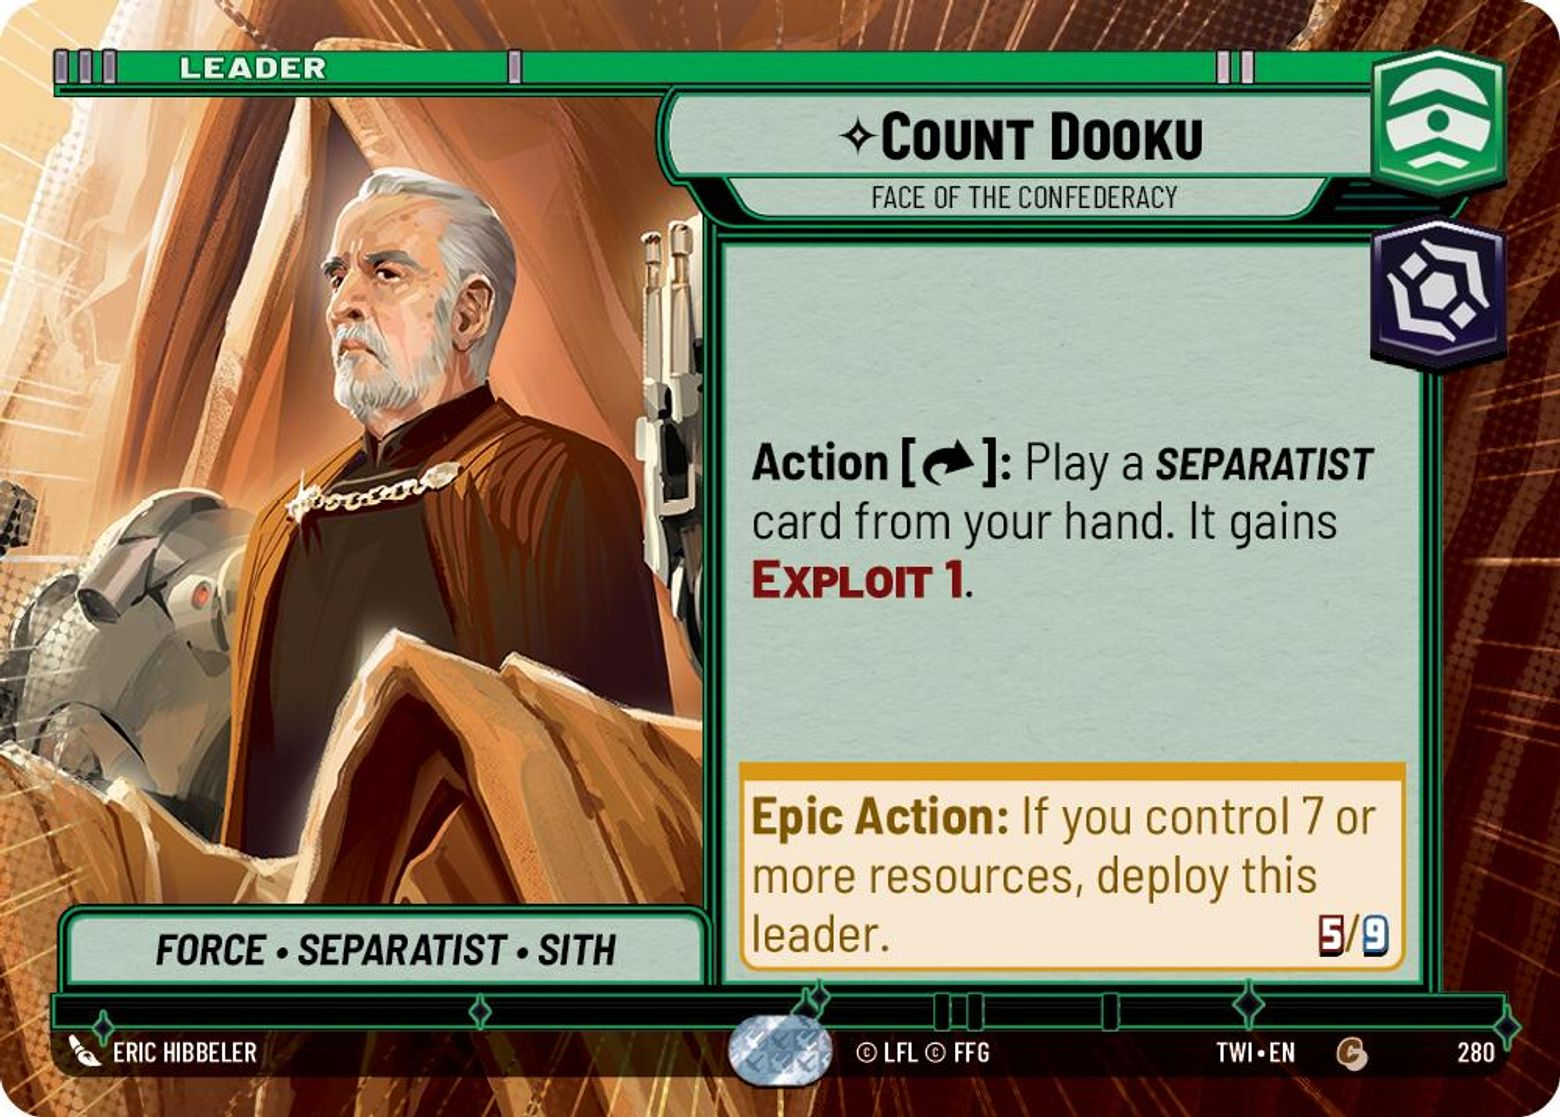 LEADER
✧COUNT DOOKU
FACE OF THE CONFEDERACY
Action [ ]: Play a SEPARATIST
card from your hand. It gains
EXPLOIT 1.
Epic Action: If you control 7 or
more resources, deploy this
leader.
5/9
FORCE • SEPARATIST • SITH
ERIC HIBBELER
© LFL © FFG
TWI•EN
C
280